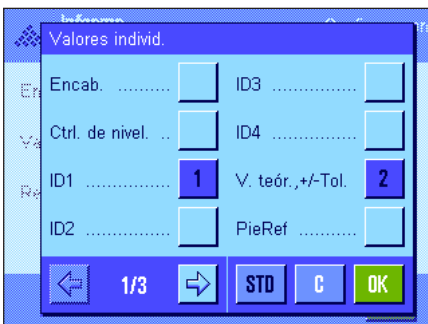 Informe
Valores individ.
Encab. ..........
Ctrl. de nivel. ..
ID1 ................ 1
ID2 ................
ID3 ................
ID4 ................
V. teór.,+/-Tol. 2
PieRef ...........
1/3
STD
C
OK